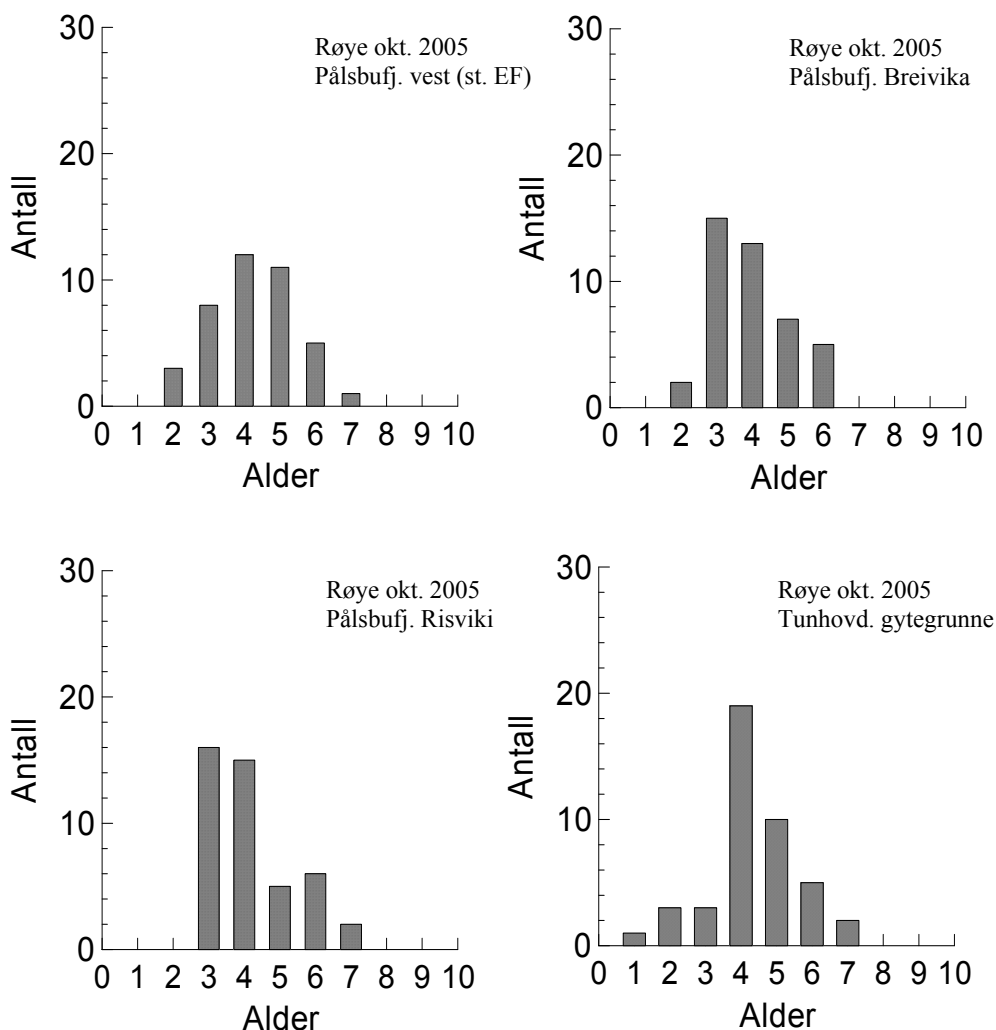 Røye okt. 2005
Pålsbufj. vest (st. EF)
30
20
10
0
Antall
0 1 2 3 4 5 6 7 8 9 10
Alder
Røye okt. 2005
Pålsbufj. Breivika
30
20
10
0
Antall
0 1 2 3 4 5 6 7 8 9 10
Alder
Røye okt. 2005
Pålsbufj. Risviki
30
20
10
0
Antall
0 1 2 3 4 5 6 7 8 9 10
Alder
Røye okt. 2005
Tunhovd. gytegrunne
30
20
10
0
Antall
0 1 2 3 4 5 6 7 8 9 10
Alder